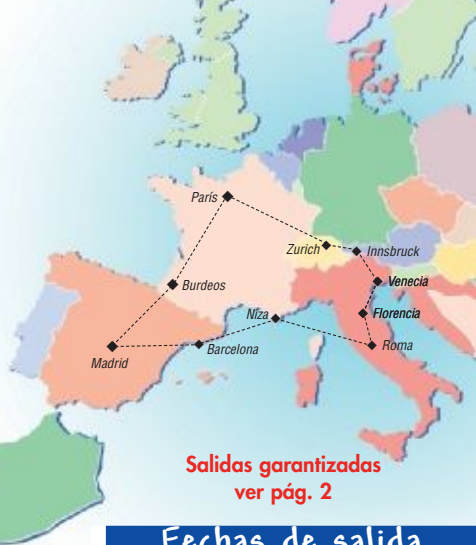 París
Zurich
Innsbruck
Burdeos
Venecia
Niza
Florencia
Madrid
Barcelona
Roma
Salidas garantizadas
ver pág. 2
Fechas de salida